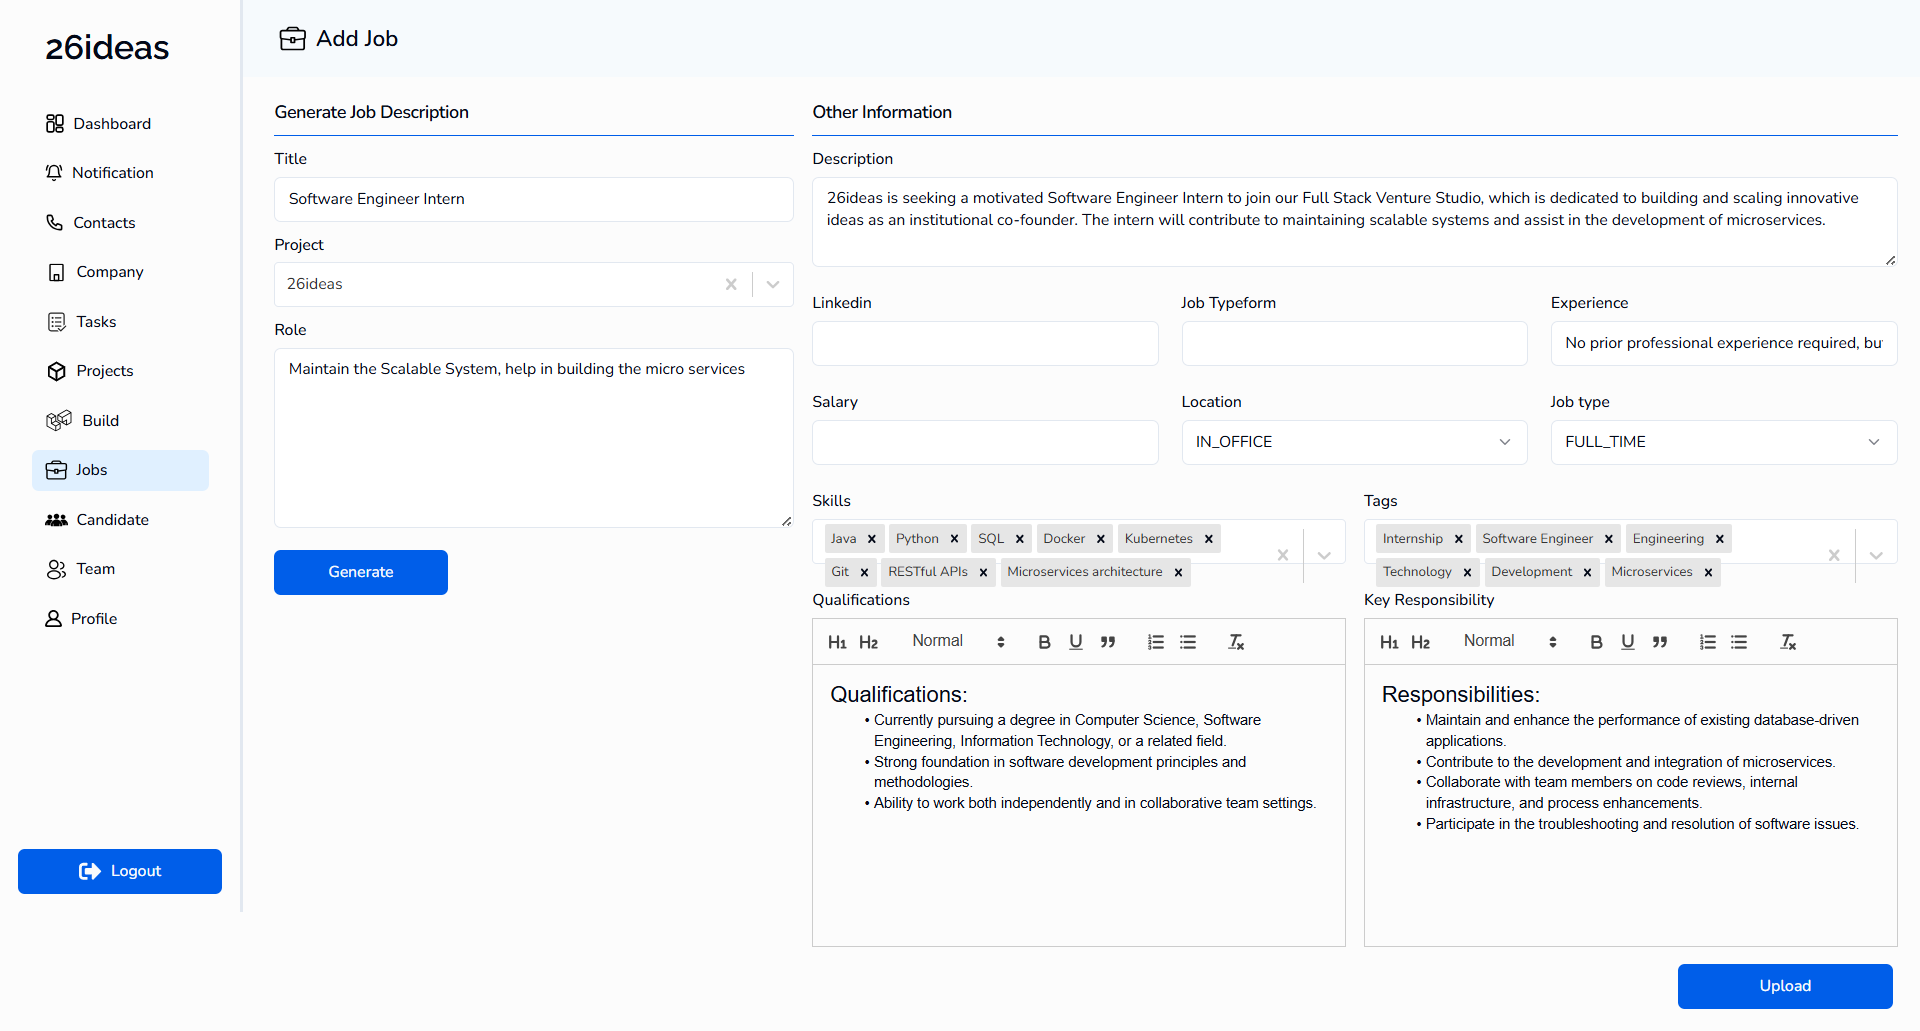 26ideas
Dashboard
Notification
Contacts
Company
Tasks
Projects
Build
Jobs
Candidate
Team
Profile
Logout
Add Job
Generate Job Description
Title
Software Engineer Intern
Project
26ideas
Role
Maintain the Scalable System, help in building the micro services
Generate
Other Information
Description
26ideas is seeking a motivated Software Engineer Intern to join our Full Stack Venture Studio, which is dedicated to building and scaling innovative
ideas as an institutional co-founder. The intern will contribute to maintaining scalable systems and assist in the development of microservices.
Linkedin Job Typeform Experience
No prior professional experience required, bu
Salary Location Job type
IN_OFFICE FULL_TIME
Skills
Java Python SQL Docker Kubernetes
Git RESTful APIs Microservices architecture
Tags
Internship Software Engineer Engineering
Technology Development Microservices
Qualifications
H1 H2 Normal B U
Qualifications:
• Currently pursuing a degree in Computer Science, Software
Engineering, Information Technology, or a related field.
• Strong foundation in software development principles and
methodologies.
• Ability to work both independently and in collaborative team settings.
Key Responsibility
H1 H2 Normal B U
Responsibilities:
• Maintain and enhance the performance of existing database-driven
applications.
• Contribute to the development and integration of microservices.
• Collaborate with team members on code reviews, internal
infrastructure, and process enhancements.
• Participate in the troubleshooting and resolution of software issues.
Upload